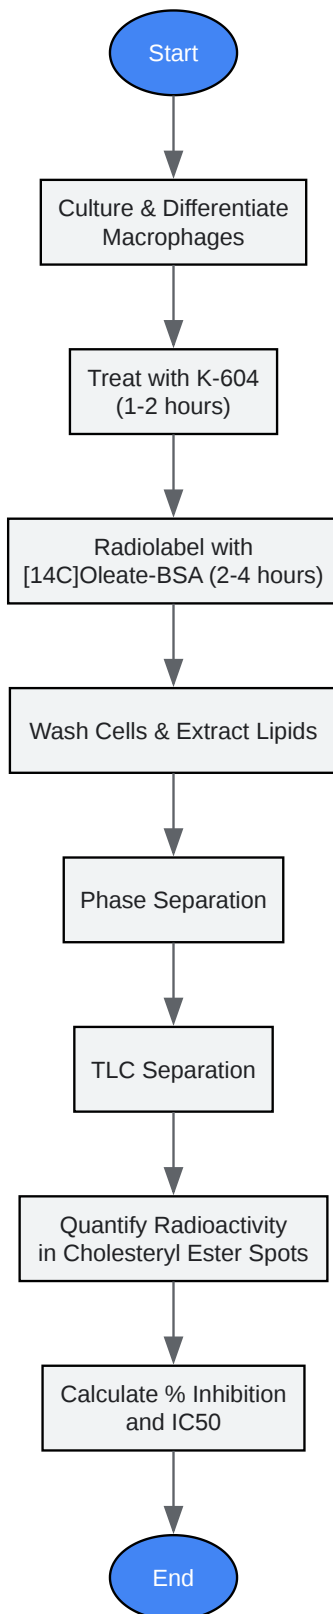 Start
Culture & Differentiate
Macrophages
Treat with K-604
(1-2 hours)
Radiolabel with
[14C]Oleate-BSA (2-4 hours)
Wash Cells & Extract Lipids
Phase Separation
TLC Separation
Quantify Radioactivity
in Cholesteryl Ester Spots
Calculate % Inhibition
and IC50
End